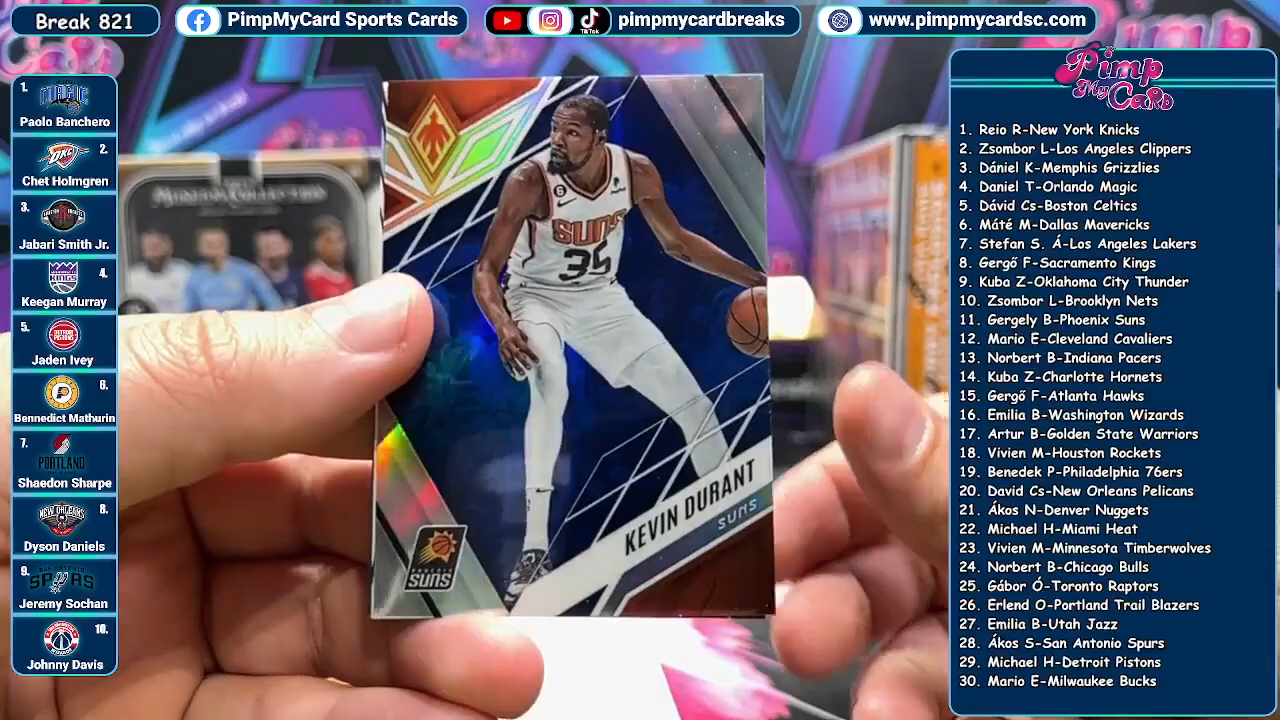 Break 821
PimpMyCard Sports Cards
TikTok
pimpmycardbreaks
www.pimpmycardsc.com
1.
MAGIC
Paolo Banchero
2.
OKC
Chet Holmgren
3.
Jabari Smith Jr.
4.
KINGS
Keegan Murray
5.
Jaden Ivey
6.
Bennedict Mathurin
7.
PORTLAND
Shaedon Sharpe
8.
NEW ORLEANS
Dyson Daniels
9.
SPURS
Jeremy Sochan
10.
Johnny Davis
6
SUNS
35
KEVIN DURANT
SUNS
PHOENIX
SUNS
Pimp
My
Card
1. Reio R-New York Knicks
2. Zsombor L-Los Angeles Clippers
3. Dániel K-Memphis Grizzlies
4. Daniel T-Orlando Magic
5. Dávid Cs-Boston Celtics
6. Máté M-Dallas Mavericks
7. Stefan S. Á-Los Angeles Lakers
8. Gergő F-Sacramento Kings
9. Kuba Z-Oklahoma City Thunder
10. Zsombor L-Brooklyn Nets
11. Gergely B-Phoenix Suns
12. Mario E-Cleveland Cavaliers
13. Norbert B-Indiana Pacers
14. Kuba Z-Charlotte Hornets
15. Gergő F-Atlanta Hawks
16. Emilia B-Washington Wizards
17. Artur B-Golden State Warriors
18. Vivien M-Houston Rockets
19. Benedek P-Philadelphia 76ers
20. David Cs-New Orleans Pelicans
21. Ákos N-Denver Nuggets
22. Michael H-Miami Heat
23. Vivien M-Minnesota Timberwolves
24. Norbert B-Chicago Bulls
25. Gábor Ó-Toronto Raptors
26. Erlend O-Portland Trail Blazers
27. Emilia B-Utah Jazz
28. Ákos S-San Antonio Spurs
29. Michael H-Detroit Pistons
30. Mario E-Milwaukee Bucks